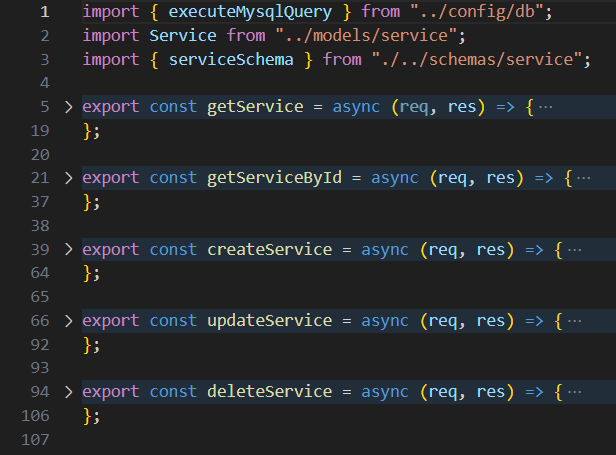 1 import { executeMysqlQuery } from "../config/db";
2 import Service from "../models/service";
3 import { serviceSchema } from "./../schemas/service";
4
5 > export const getService = async (req, res) => { ···
19 };
20
21 > export const getServiceById = async (req, res) => { ···
37 };
38
39 > export const createService = async (req, res) => { ···
64 };
65
66 > export const updateService = async (req, res) => { ···
92 };
93
94 > export const deleteService = async (req, res) => { ···
106 };
107